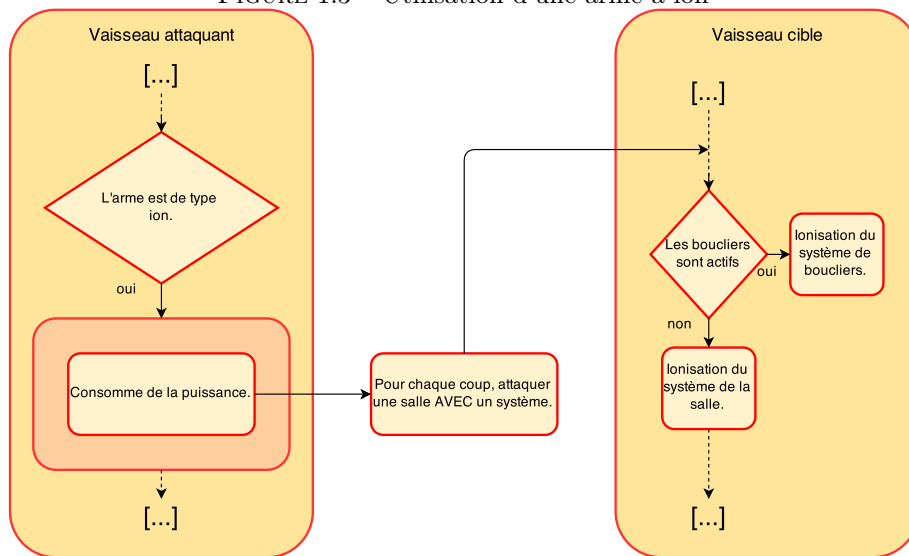 Vaisseau attaquant
[...]
L'arme est de type
ion.
oui
Consomme de la puissance.
[...]
Pour chaque coup, attaquer
une salle AVEC un système.
Vaisseau cible
[...]
Les boucliers
sont actifs
oui
Ionisation du
système de
boucliers.
non
Ionisation du
système de la
salle.
[...]